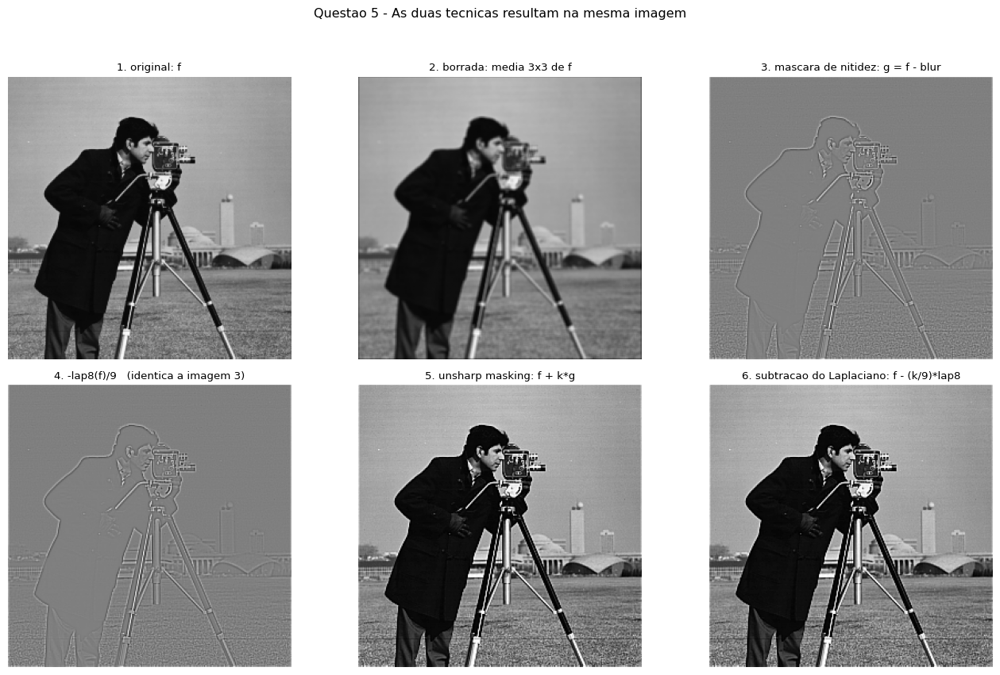 Questao 5 - As duas tecnicas resultam na mesma imagem
1. original: f
2. borrada: media 3x3 de f
3. mascara de nitidez: g = f - blur
4. -lap8(f)/9   (identica a imagem 3)
5. unsharp masking: f + k*g
6. subtracao do Laplaciano: f - (k/9)*lap8